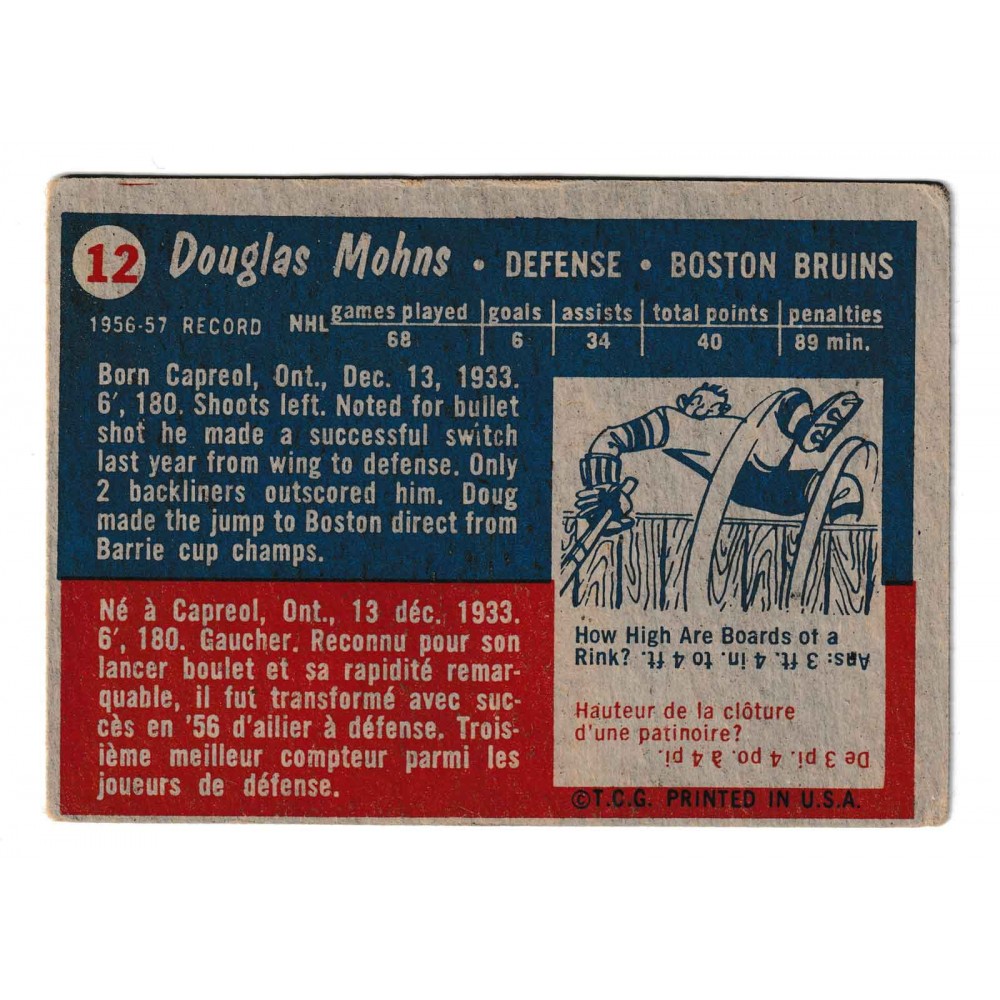 12 Douglas Mohns • DEFENSE • BOSTON BRUINS
1956-57 RECORD NHL games played goals assists total points penalties
68 6 34 40 89 min.
Born Capreol, Ont., Dec. 13, 1933.
6', 180. Shoots left. Noted for bullet
shot he made a successful switch
last year from wing to defense. Only
2 backliners outscored him. Doug
made the jump to Boston direct from
Barrie cup champs.
Né à Capreol, Ont., 13 déc. 1933.
6', 180. Gaucher. Reconnu pour son
lancer boulet et sa rapidité remar-
quable, il fut transformé avec suc-
cès en '56 d'ailier à défense. Trois-
ième meilleur compteur parmi les
joueurs de défense.
How High Are Boards of a
Rink? Ans: 3 ft. 4 in. to 4 ft.
Hauteur de la clôture
d'une patinoire?
De 3 pi. 4 po. à 4 pi.
©T.C.G. PRINTED IN U.S.A.